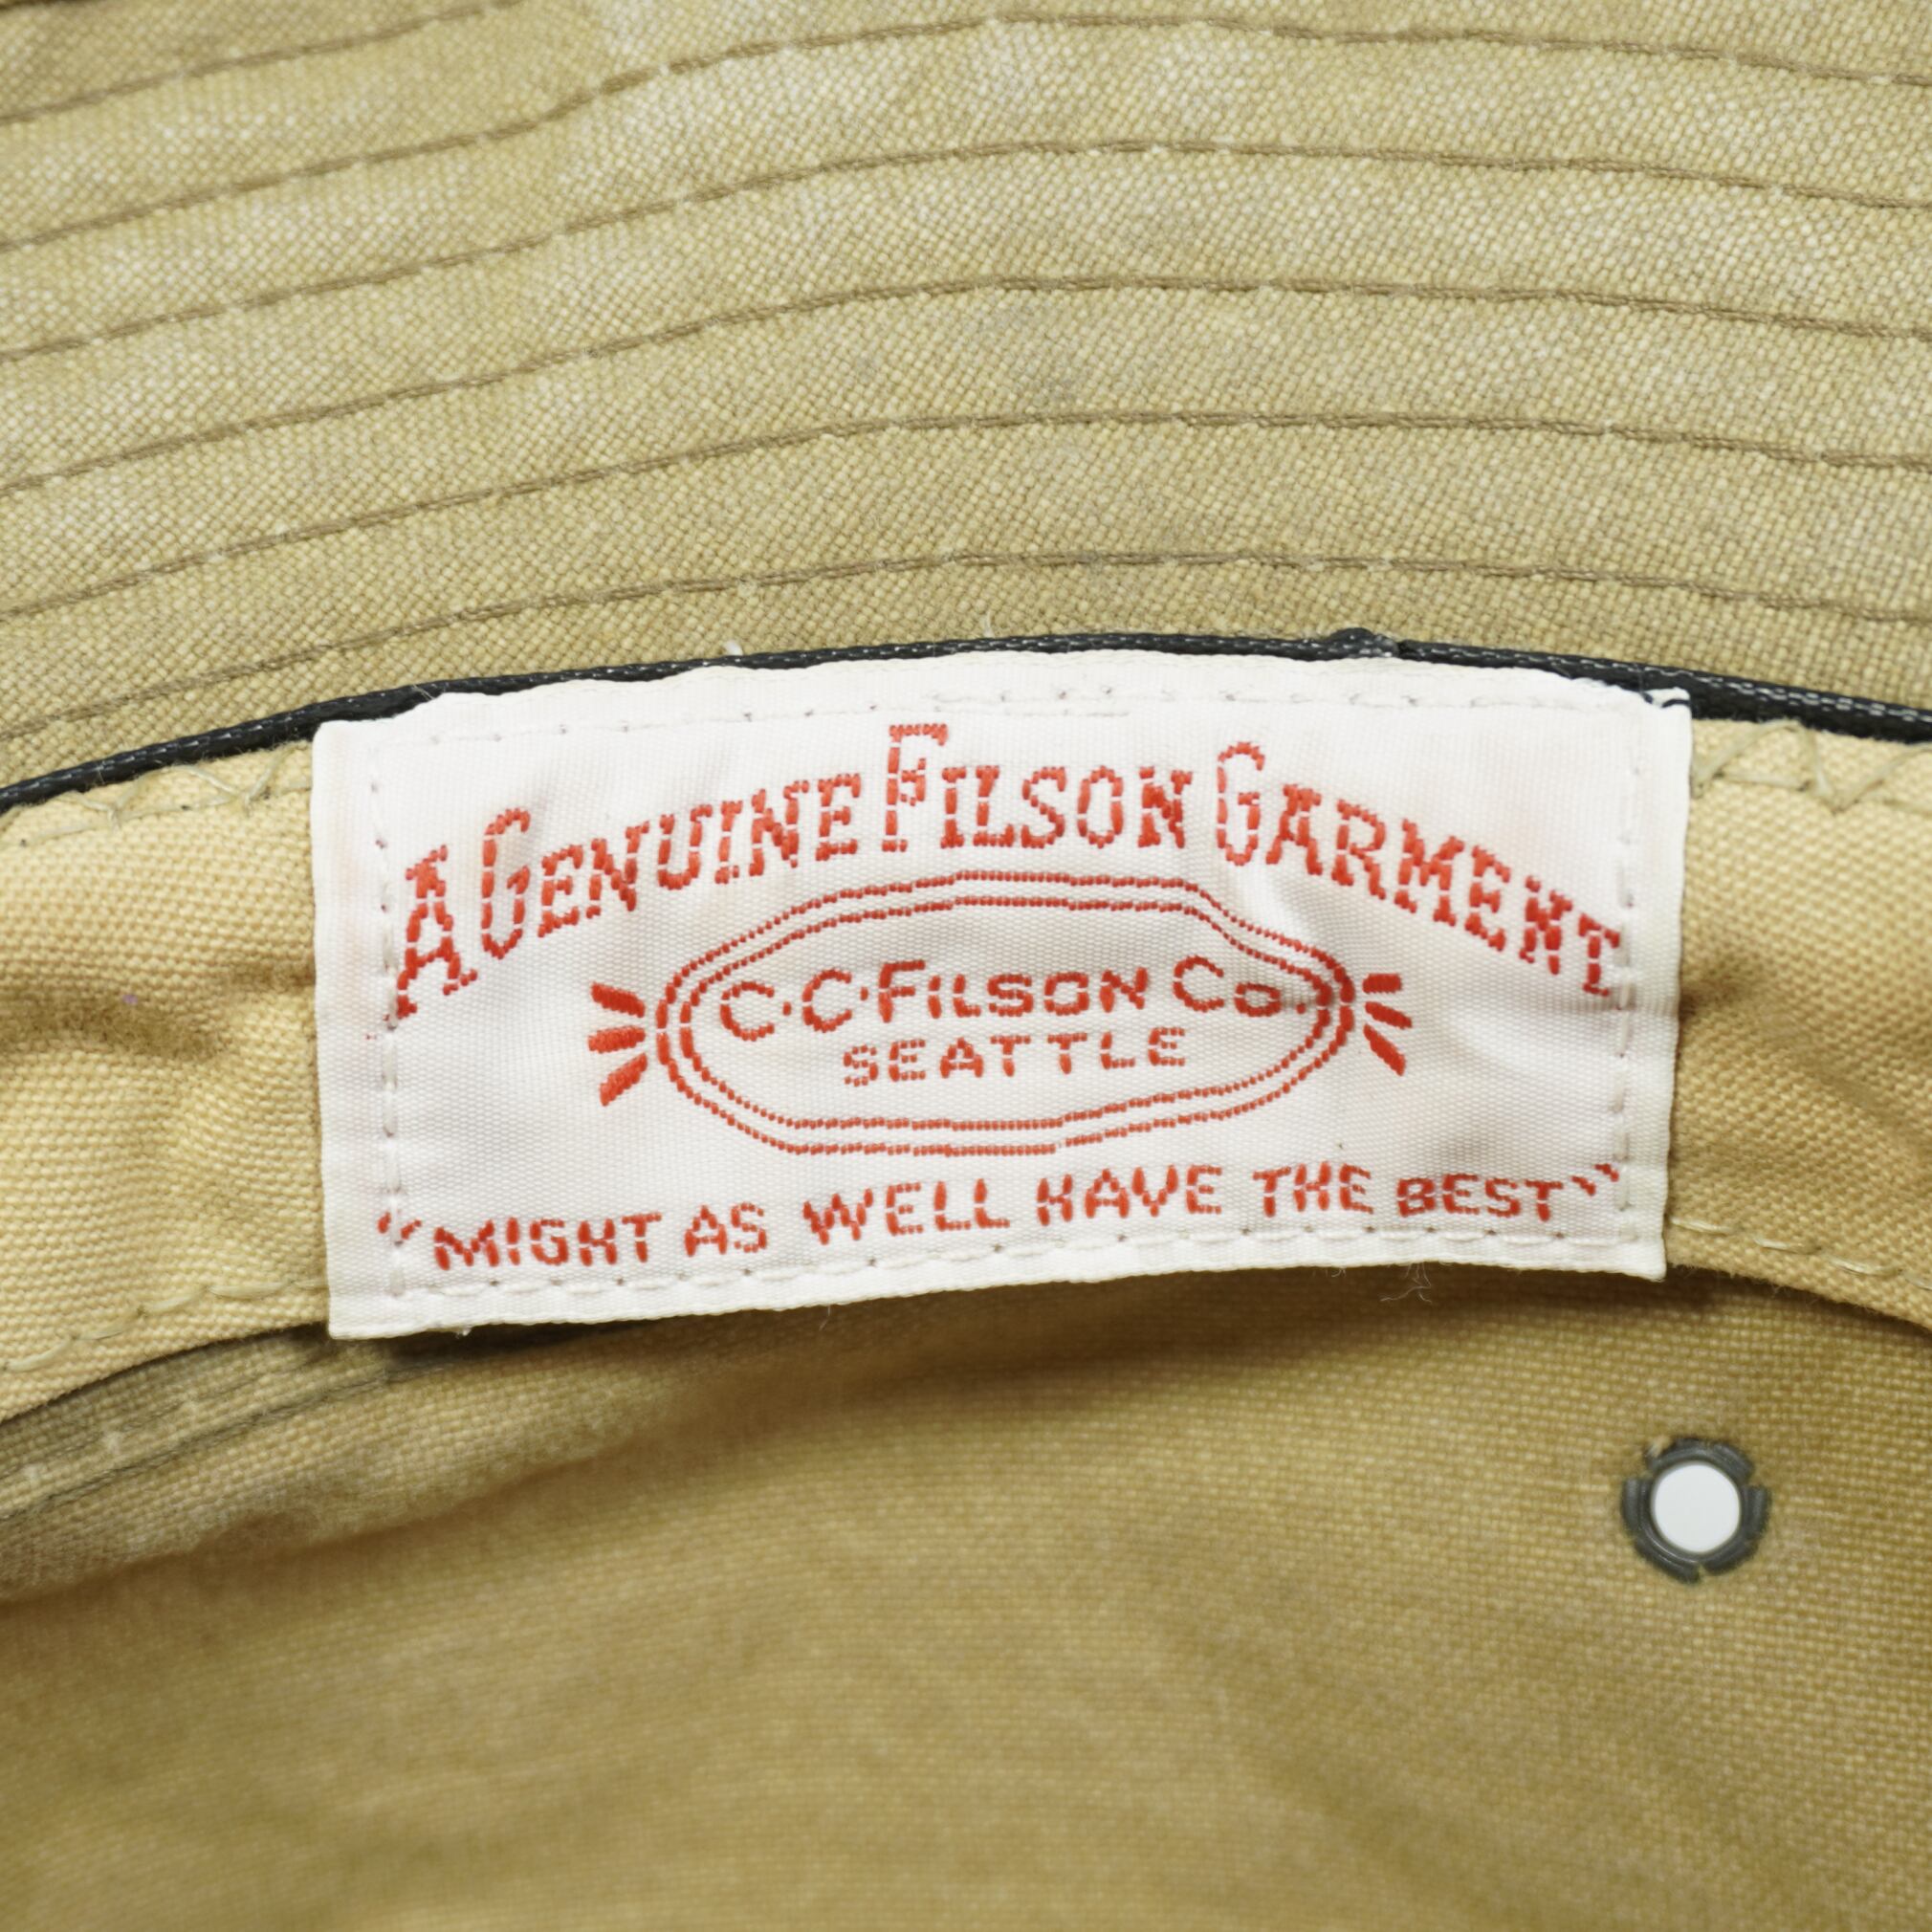 A GENUINE FILSON GARMENT
C.C. FILSON CO.
SEATTLE
"MIGHT AS WELL HAVE THE BEST"